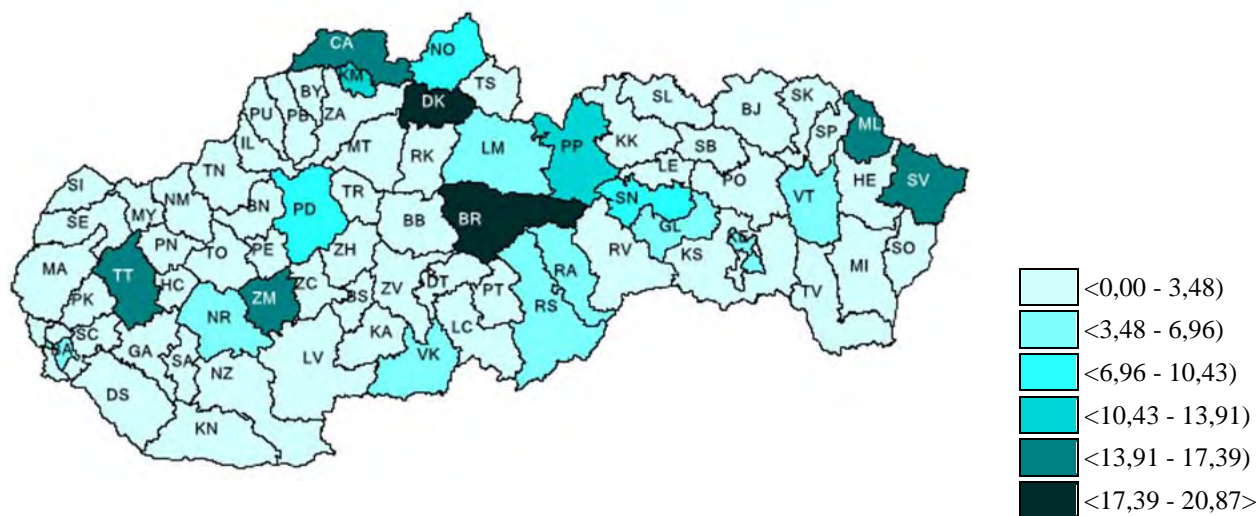 CA
NO
KM
TS
BY
DK
SL
SK
BJ
PU
PB
ZA
ML
SP
IL
MT
RK
LM
PP
KK
SB
LE
TN
PO
HE
SV
SI
NM
TR
SN
VT
BN
PD
SE
MY
BB
BR
GL
KE
PN
TO
PE
ZH
RV
KS
SO
MA
TT
HC
ZM
ZC
BS
ZV
DT
PT
RA
MI
PK
NR
RS
TV
SC
KA
LC
BA
GA
SA
NZ
LV
VK
DS
KN
<0,00 - 3,48)
<3,48 - 6,96)
<6,96 - 10,43)
<10,43 - 13,91)
<13,91 - 17,39)
<17,39 - 20,87>